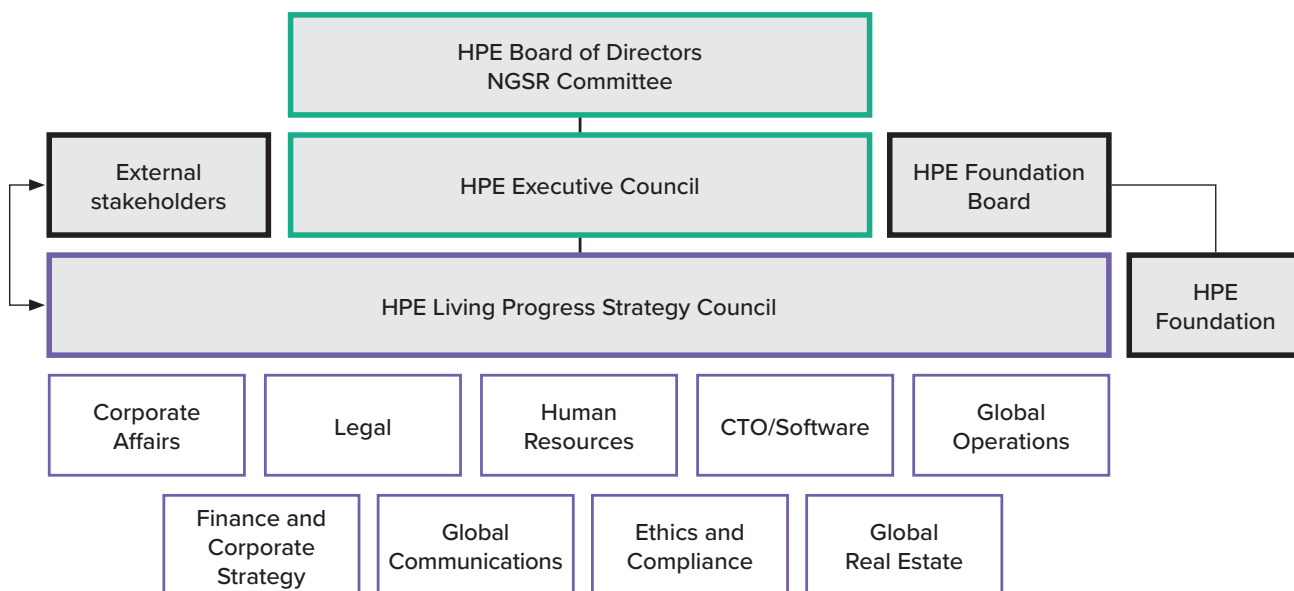 HPE Board of Directors
NGSR Committee
External
stakeholders
HPE Executive Council
HPE Foundation
Board
HPE Living Progress Strategy Council
HPE
Foundation
Corporate
Affairs
Legal
Human
Resources
CTO/Software
Global
Operations
Finance and
Corporate
Strategy
Global
Communications
Ethics and
Compliance
Global
Real Estate